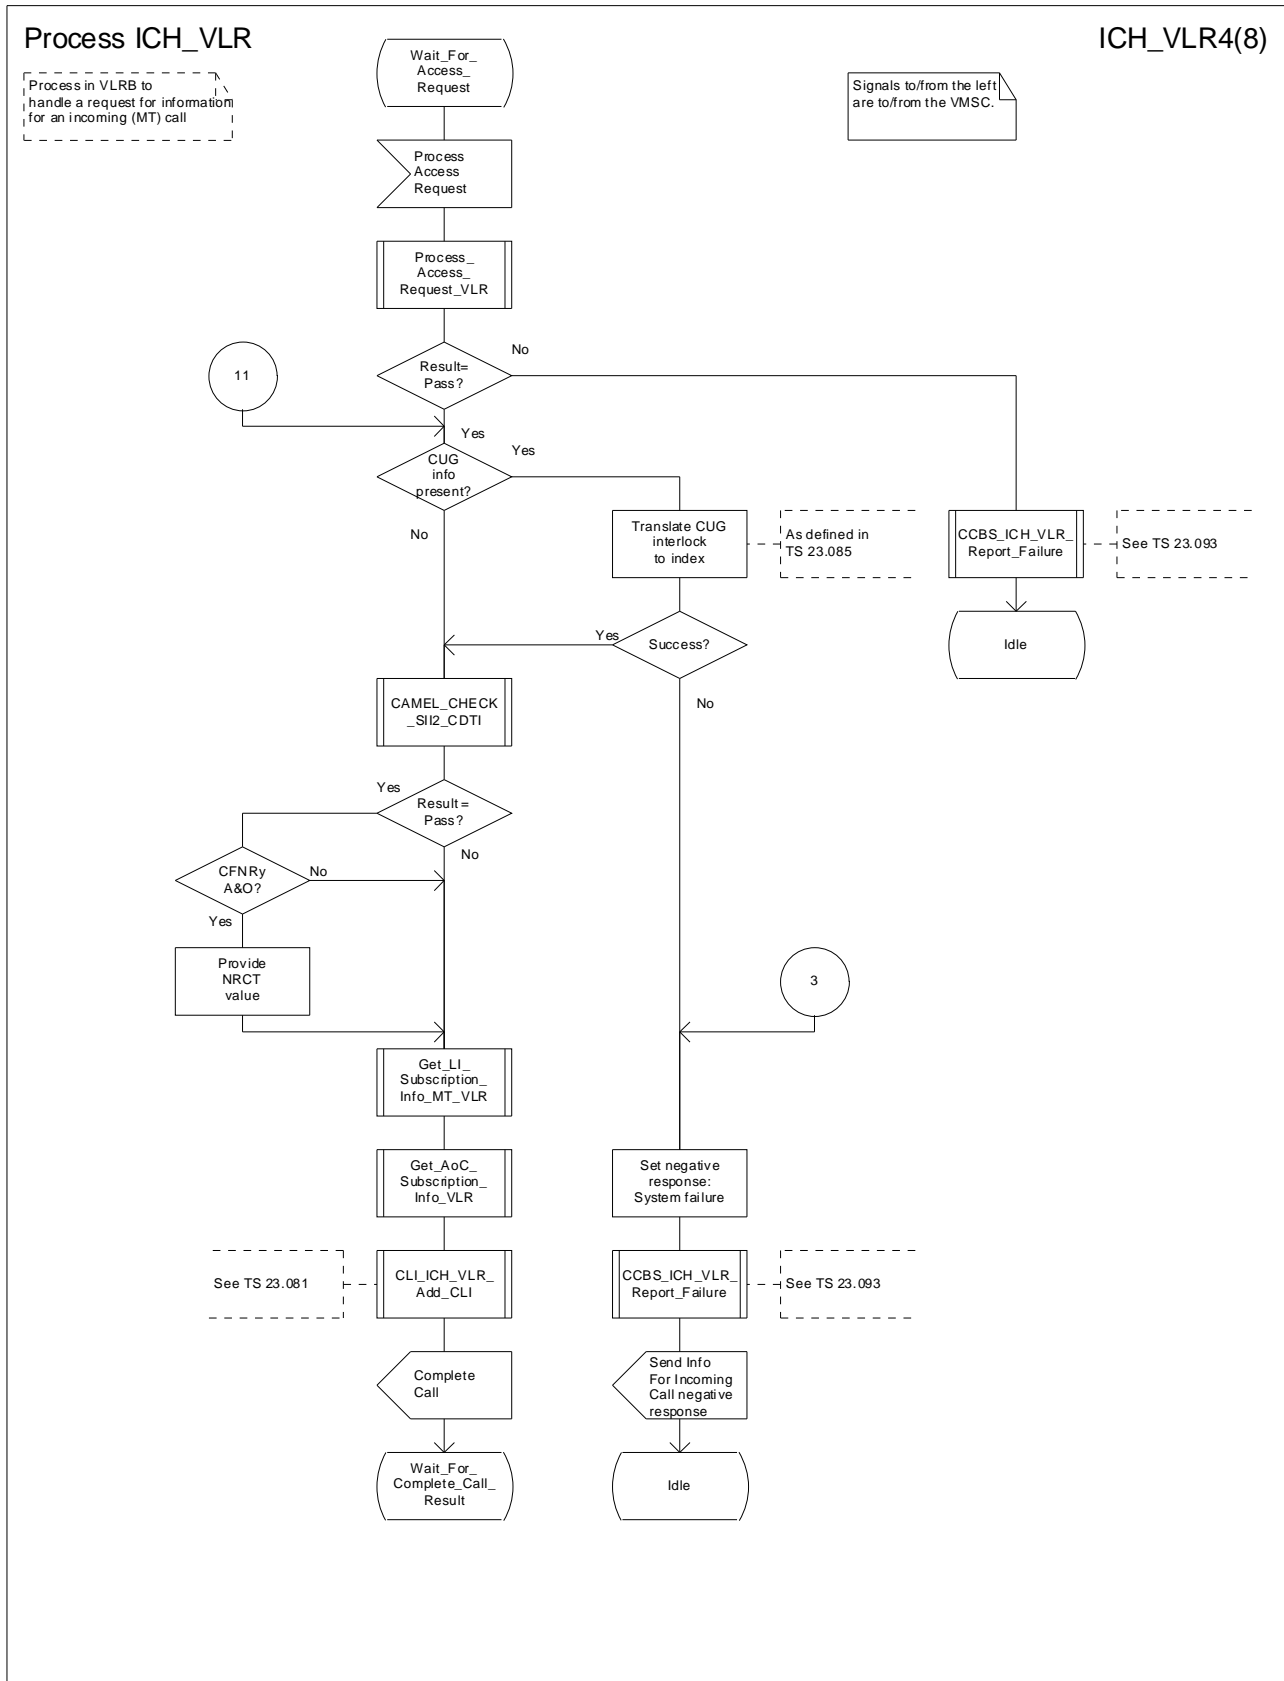 Process ICH_VLR
ICH_VLR4(8)
Process in VLRB to
handle a request for information
for an incoming (MT) call
Wait_For_
Access_
Request
Signals to/from the left
are to/from the VMSC.
Process
Access
Request
Process_
Access_
Request_VLR
No
11
Result=
Pass?
Yes
CUG
info
present?
Yes
No
Translate CUG
interlock
to index
As defined in
TS 23.085
CCBS_ICH_VLR_
Report_Failure
See TS 23.093
Yes
Success?
Idle
No
CAMEL_CHECK
_SII2_CDTI
Yes
Result=
Pass?
No
CFNRy
A&O?
No
Yes
Provide
NRCT
value
3
Get_LI_
Subscription_
Info_MT_VLR
Get_AoC_
Subscription_
Info_VLR
Set negative
response:
System failure
See TS 23.081
CLI_ICH_VLR_
Add_CLI
CCBS_ICH_VLR_
Report_Failure
See TS 23.093
Complete
Call
Send Info
For Incoming
Call negative
response
Wait_For_
Complete_Call_
Result
Idle